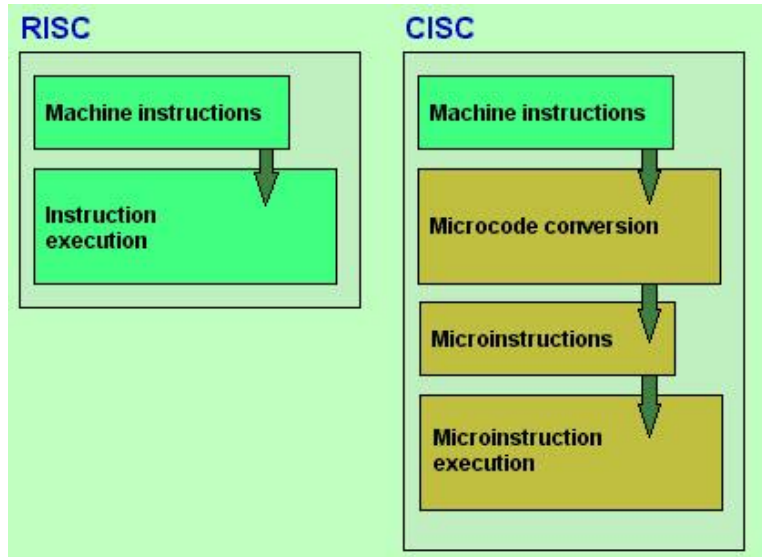 RISC
Machine instructions
Instruction
execution
CISC
Machine instructions
Microcode conversion
Microinstructions
Microinstruction
execution